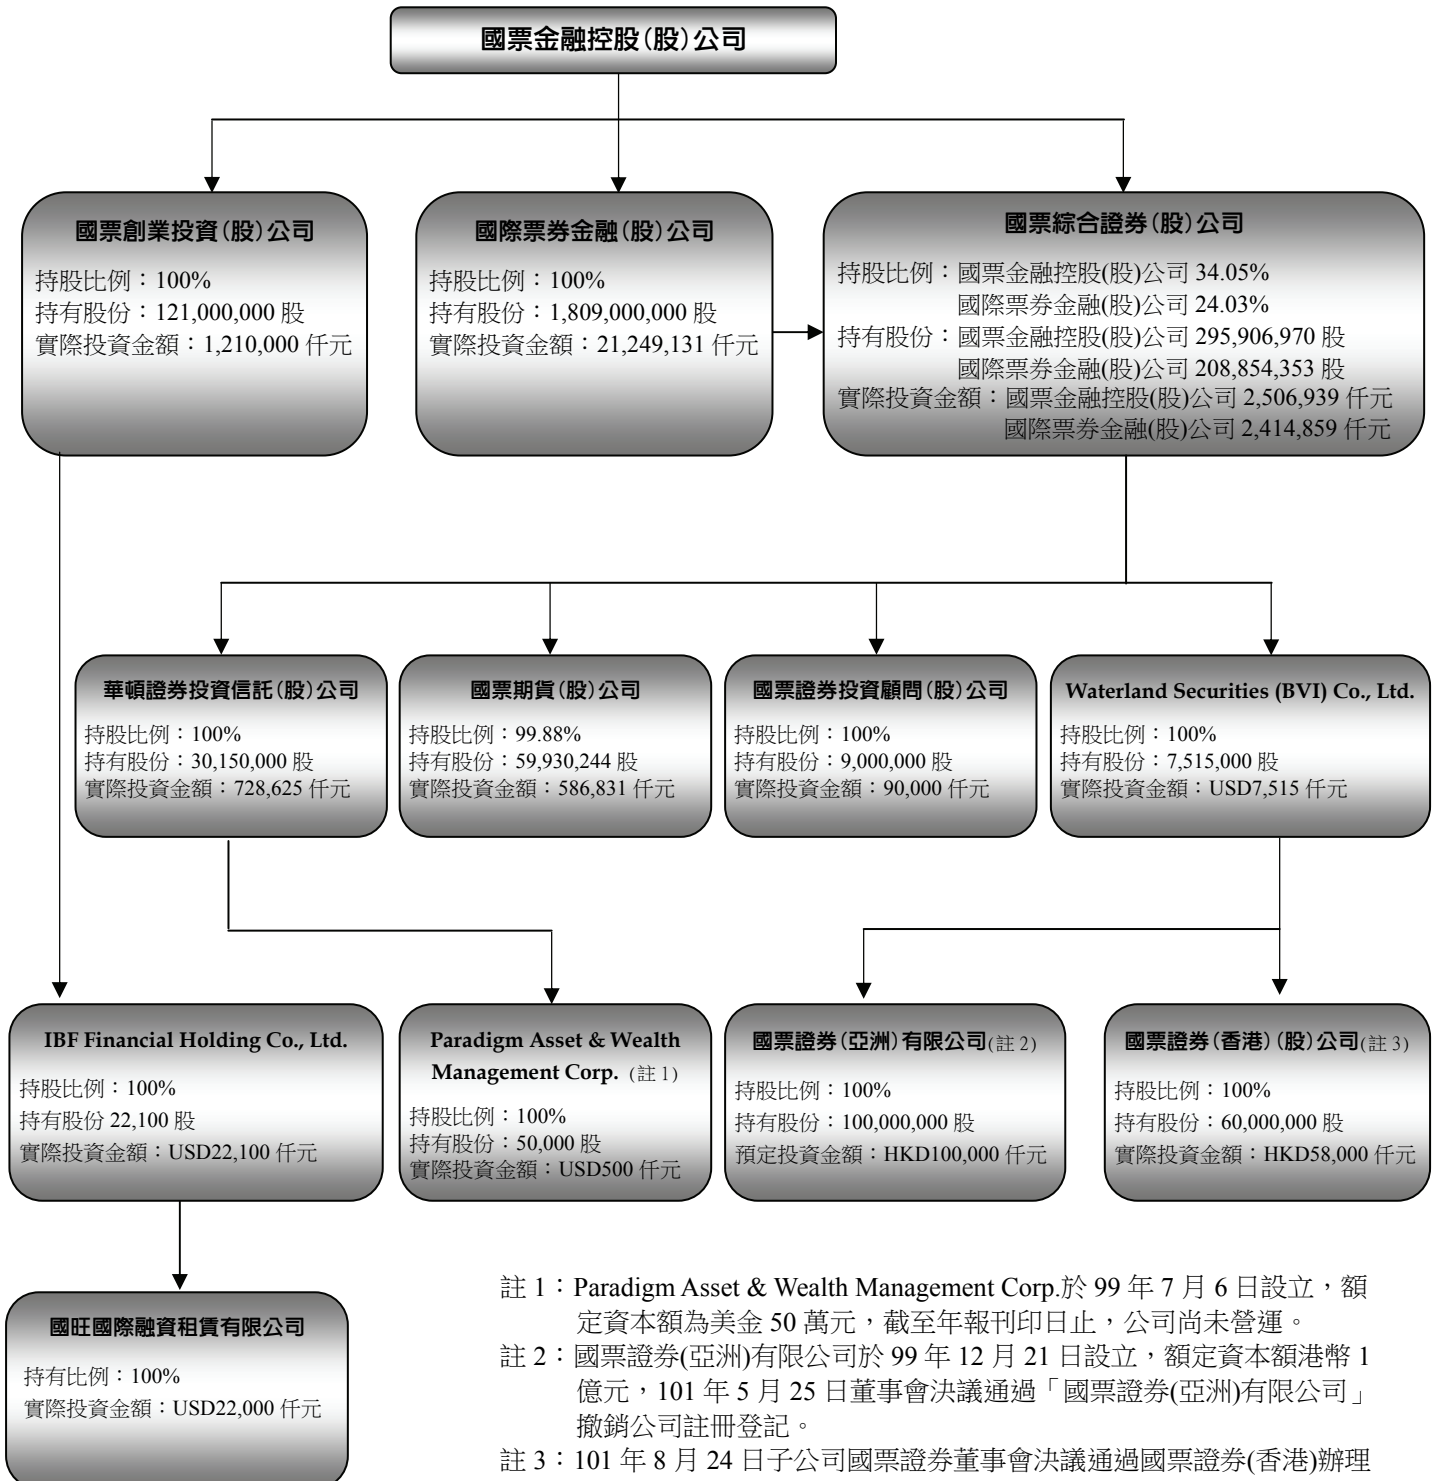 國票金融控股(股)公司
國票創業投資(股)公司
持股比例：100%
持有股份：121,000,000 股
實際投資金額：1,210,000 仟元
國際票券金融(股)公司
持股比例：100%
持有股份：1,809,000,000 股
實際投資金額：21,249,131 仟元
國票綜合證券(股)公司
持股比例：國票金融控股(股)公司 34.05%
國際票券金融(股)公司 24.03%
持有股份：國票金融控股(股)公司 295,906,970 股
國際票券金融(股)公司 208,854,353 股
實際投資金額：國票金融控股(股)公司 2,506,939 仟元
國際票券金融(股)公司 2,414,859 仟元
華頓證券投資信託(股)公司
持股比例：100%
持有股份：30,150,000 股
實際投資金額：728,625 仟元
國票期貨(股)公司
持股比例：99.88%
持有股份：59,930,244 股
實際投資金額：586,831 仟元
國票證券投資顧問(股)公司
持股比例：100%
持有股份：9,000,000 股
實際投資金額：90,000 仟元
Waterland Securities (BVI) Co., Ltd.
持股比例：100%
持有股份：7,515,000 股
實際投資金額：USD7,515 仟元
IBF Financial Holding Co., Ltd.
持股比例：100%
持有股份 22,100 股
實際投資金額：USD22,100 仟元
Paradigm Asset & Wealth
Management Corp. (註 1)
持股比例：100%
持有股份：50,000 股
實際投資金額：USD500 仟元
國票證券(亞洲)有限公司(註 2)
持股比例：100%
持有股份：100,000,000 股
預定投資金額：HKD100,000 仟元
國票證券(香港)(股)公司(註 3)
持股比例：100%
持有股份：60,000,000 股
實際投資金額：HKD58,000 仟元
國旺國際融資租賃有限公司
持有比例：100%
實際投資金額：USD22,000 仟元
註 1：Paradigm Asset & Wealth Management Corp.於 99 年 7 月 6 日設立，額
定資本額為美金 50 萬元，截至年報刊印日止，公司尚未營運。
註 2：國票證券(亞洲)有限公司於 99 年 12 月 21 日設立，額定資本額港幣 1
億元，101 年 5 月 25 日董事會決議通過「國票證券(亞洲)有限公司」
撤銷公司註冊登記。
註 3：101 年 8 月 24 日子公司國票證券董事會決議通過國票證券(香港)辦理